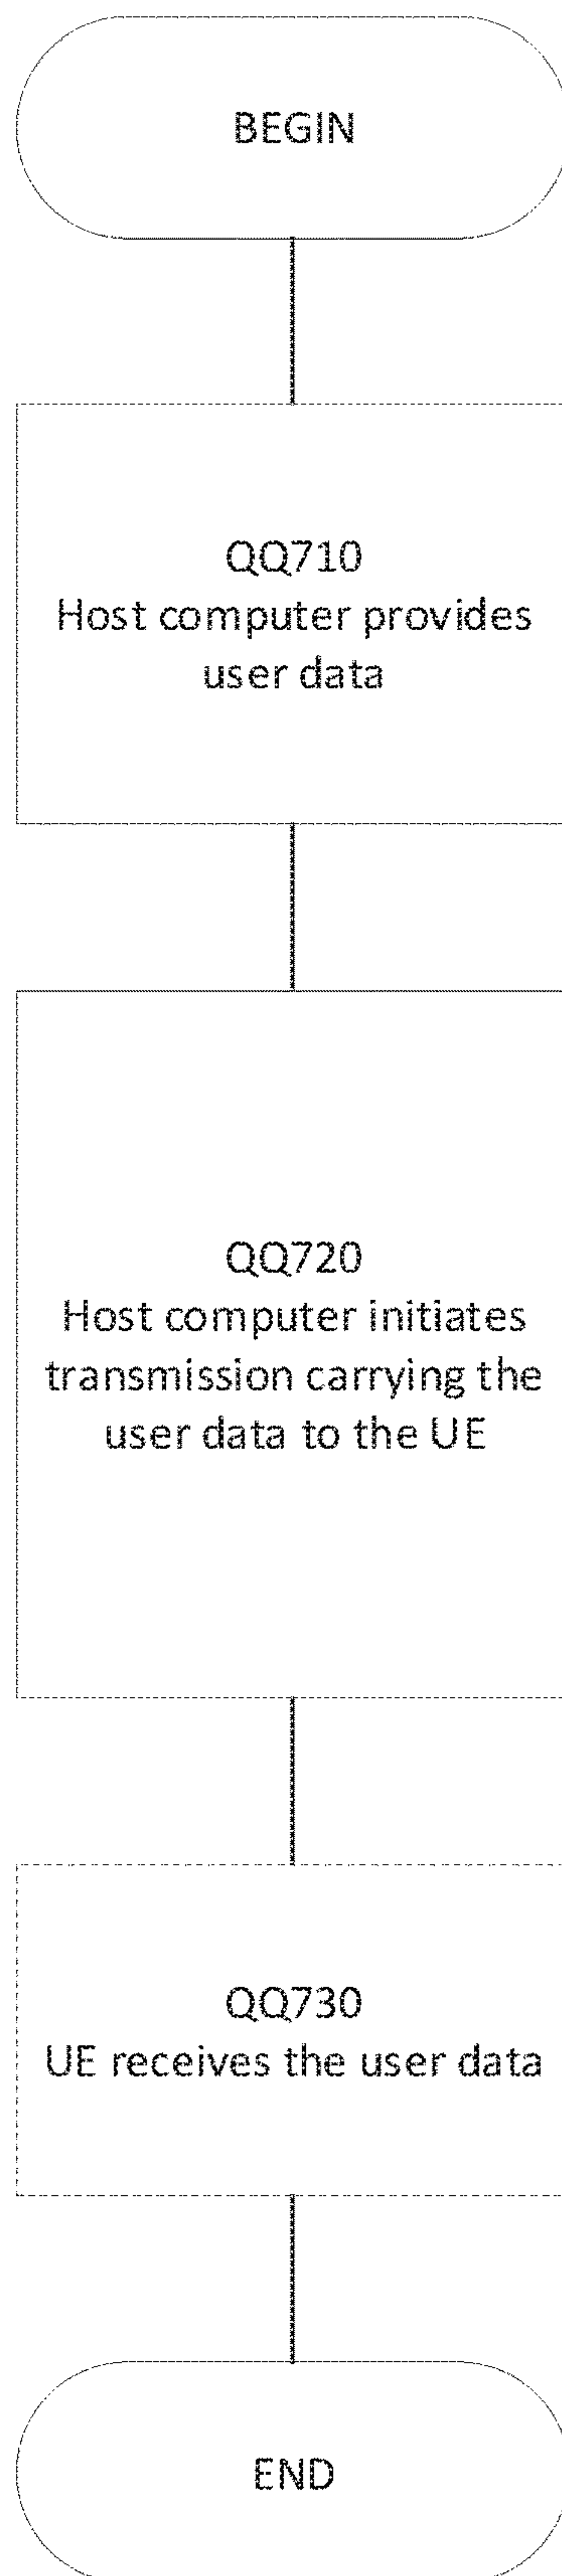 BEGIN
QQ710
Host computer provides
user data
QQ720
Host computer initiates
transmission carrying the
user data to the UE
QQ730
UE receives the user data
END